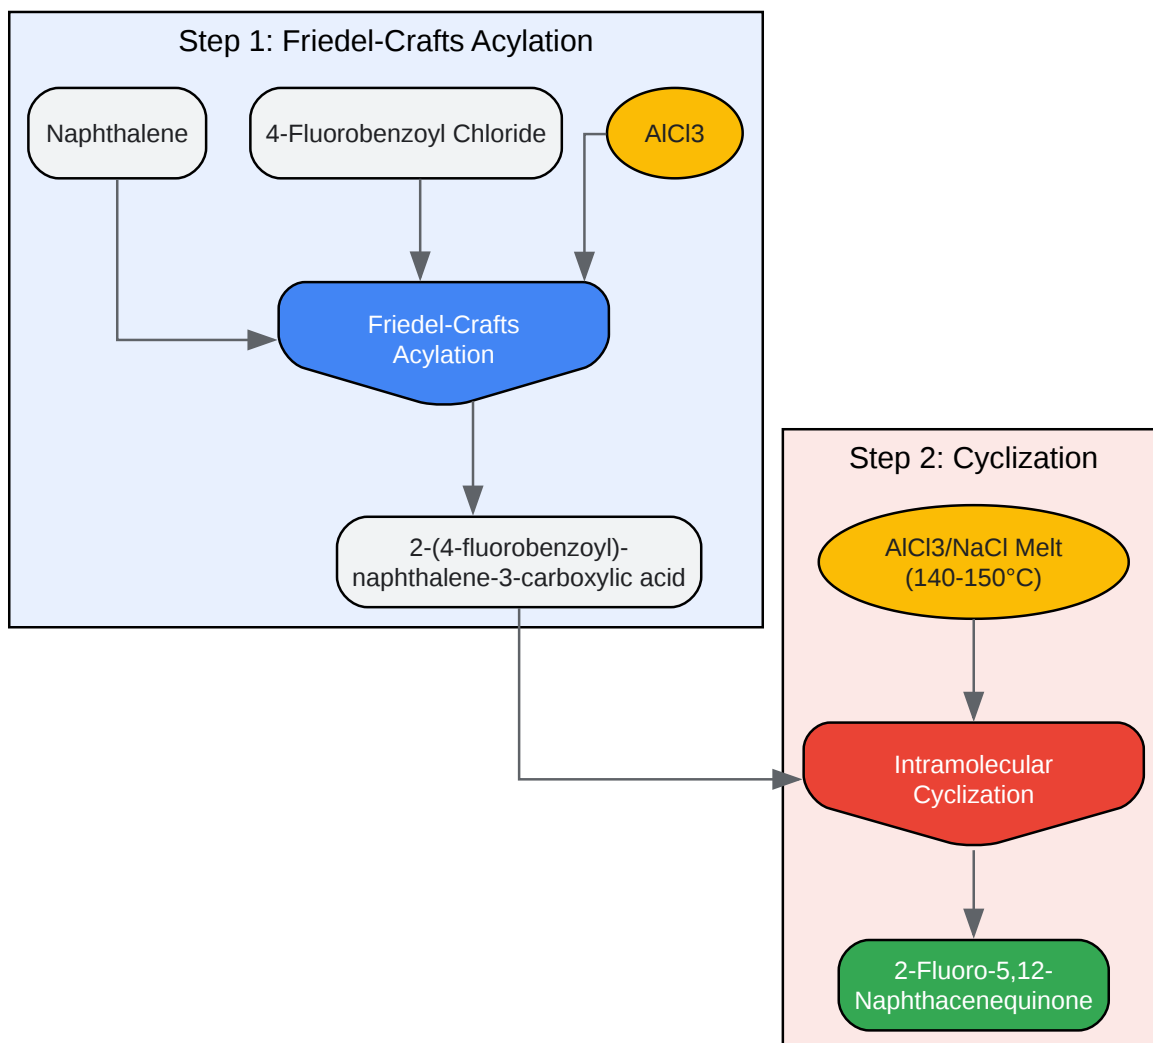 Step 1: Friedel-Crafts Acylation
Naphthalene
4-Fluorobenzoyl Chloride
AlCl3
Friedel-Crafts
Acylation
2-(4-fluorobenzoyl)-
naphthalene-3-carboxylic acid
Step 2: Cyclization
AlCl3/NaCl Melt
(140-150°C)
Intramolecular
Cyclization
2-Fluoro-5,12-
Naphthacenequinone